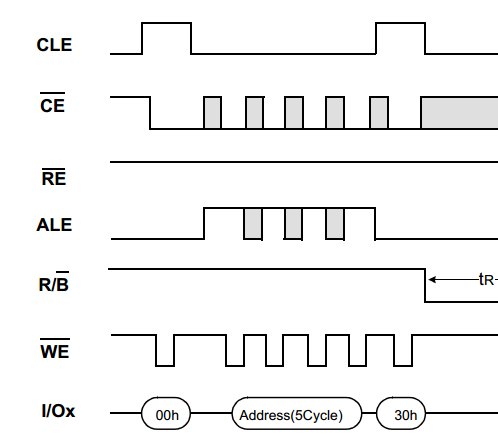 CLE
CE
RE
ALE
R/B
tR
WE
I/Ox 00h Address(5Cycle) 30h